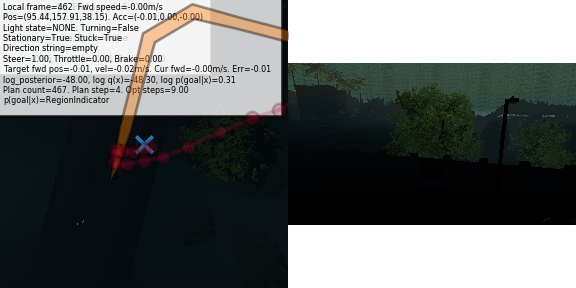 Local frame=462. Fwd speed=-0.00m/s
Pos=(95.44,157.91,38.15). Acc=(-0.01,0.00,-0.00)
Light state=NONE. Turning=False
Stationary=True. Stuck=True
Direction string=empty
Steer=1.00, Throttle=0.00, Brake=0.00
Target fwd pos=-0.01, vel=-0.02m/s. Cur fwd=-0.00m/s. Err=-0.01
log_posterior=-48.00, log q(x)=-48.30, log p(goal|x)=0.31
Plan count=467. Plan step=4. Opt steps=9.00
p(goal|x)=RegionIndicator